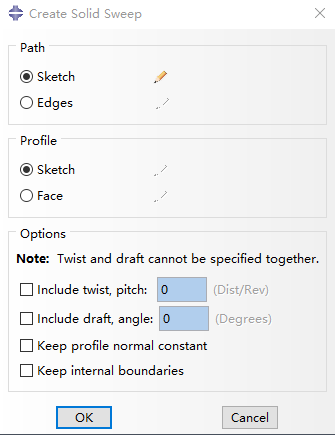 Create Solid Sweep
Path
Sketch
Edges
Profile
Sketch
Face
Options
Note: Twist and draft cannot be specified together.
Include twist, pitch: 0 (Dist/Rev)
Include draft, angle: 0 (Degrees)
Keep profile normal constant
Keep internal boundaries
OK Cancel